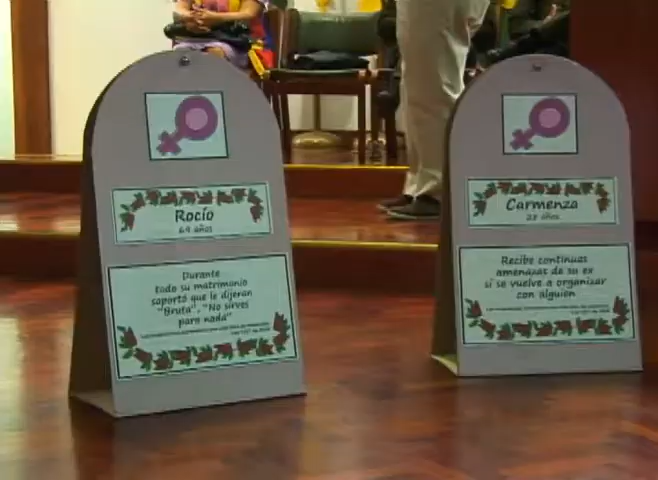 Rocío
69 años
Durante
todo su matrimonio
soportó que le dijeran
"Bruta", "No sirves
para nada"
Carmenza
28 años
Recibe continuas
amenazas de su ex
si se vuelve a organizar
con alguien